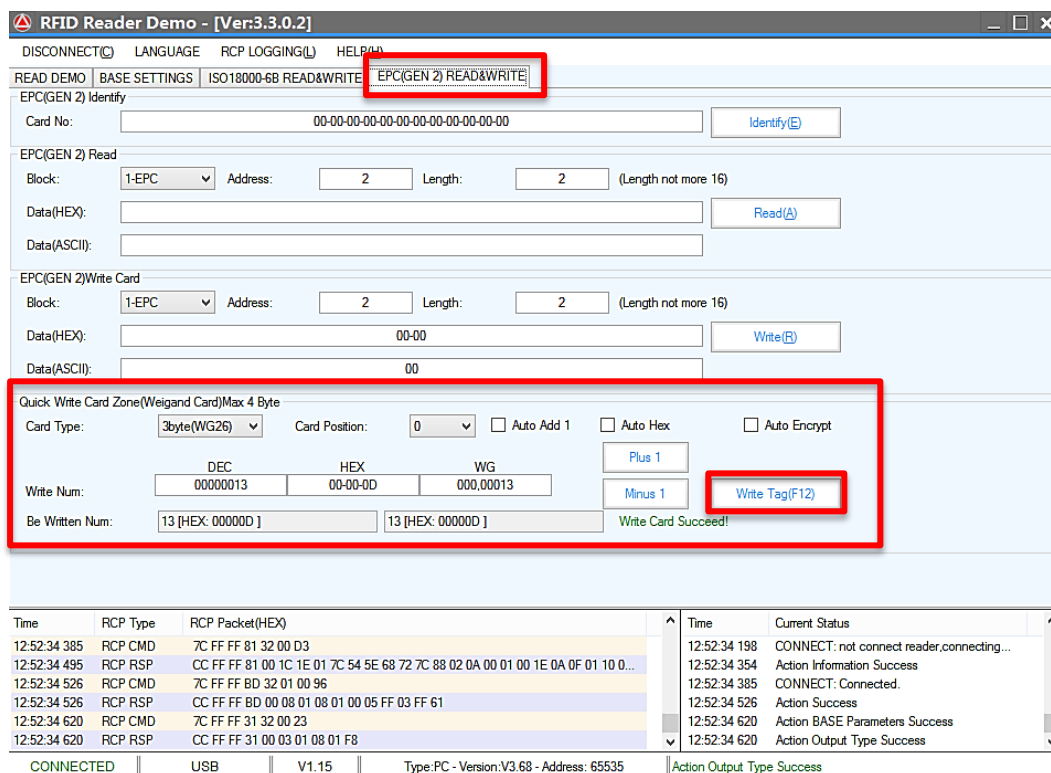 RFID Reader Demo - [Ver:3.3.0.2]
DISCONNECT(C) LANGUAGE RCP LOGGING(L) HELP(H)
READ DEMO BASE SETTINGS ISO18000-6B READ&WRITE EPC(GEN 2) READ&WRITE
EPC(GEN 2) Identify
Card No: 00-00-00-00-00-00-00-00-00-00-00-00 Identify(E)
EPC(GEN 2) Read
Block: 1-EPC Address: 2 Length: 2 (Length not more 16)
Data(HEX): Read(A)
Data(ASCII):
EPC(GEN 2)Write Card
Block: 1-EPC Address: 2 Length: 2 (Length not more 16)
Data(HEX): 00-00 Write(R)
Data(ASCII): 00
Quick Write Card Zone(Weigand Card)Max 4 Byte
Card Type: 3byte(WG26) Card Position: 0 Auto Add 1 Auto Hex Auto Encrypt
Plus 1
DEC HEX WG
Write Num: 00000013 00-00-0D 000,00013 Minus 1 Write Tag(F12)
Be Written Num: 13 [HEX: 00000D ] 13 [HEX: 00000D ] Write Card Succeed!
Time RCP Type RCP Packet(HEX) Time Current Status
12:52:34 385 RCP CMD 7C FF FF 81 32 00 D3 12:52:34 198 CONNECT: not connect reader,connecting...
12:52:34 495 RCP RSP CC FF FF 81 00 1C 1E 01 7C 54 5E 68 72 7C 88 02 0A 00 01 00 1E 0A 0F 01 10 0... 12:52:34 354 Action Information Success
12:52:34 526 RCP CMD 7C FF FF BD 32 01 00 96 12:52:34 385 CONNECT: Connected.
12:52:34 526 RCP RSP CC FF FF BD 00 08 01 08 01 00 05 FF 03 FF 61 12:52:34 526 Action Success
12:52:34 620 RCP CMD 7C FF FF 31 32 00 23 12:52:34 620 Action BASE Parameters Success
12:52:34 620 RCP RSP CC FF FF 31 00 03 01 08 01 F8 12:52:34 620 Action Output Type Success
CONNECTED USB V1.15 Type:PC - Version:V3.68 - Address: 65535 Action Output Type Success